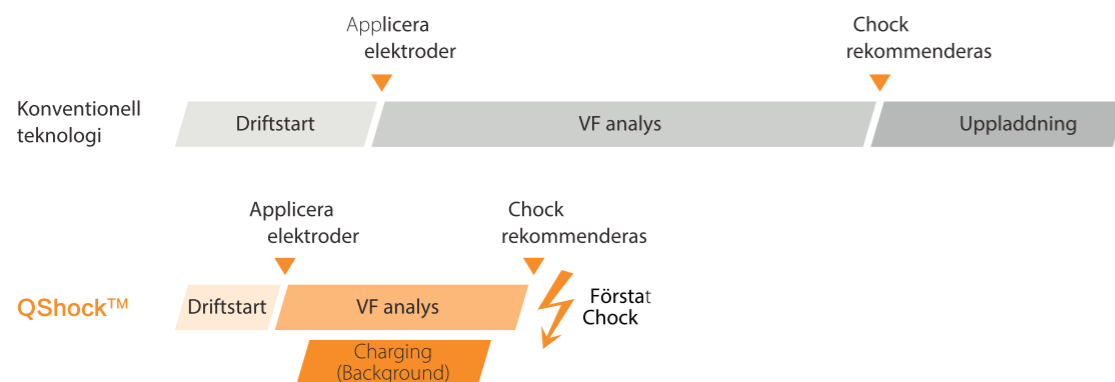 Applicera
elektroder
Chock
rekommenderas
Konventionell
teknologi
Driftstart
VF analys
Uppladdning
Applicera
elektroder
Chock
rekommenderas
QShock™
Driftstart
VF analys
Förstat
Chock
Charging
(Background)